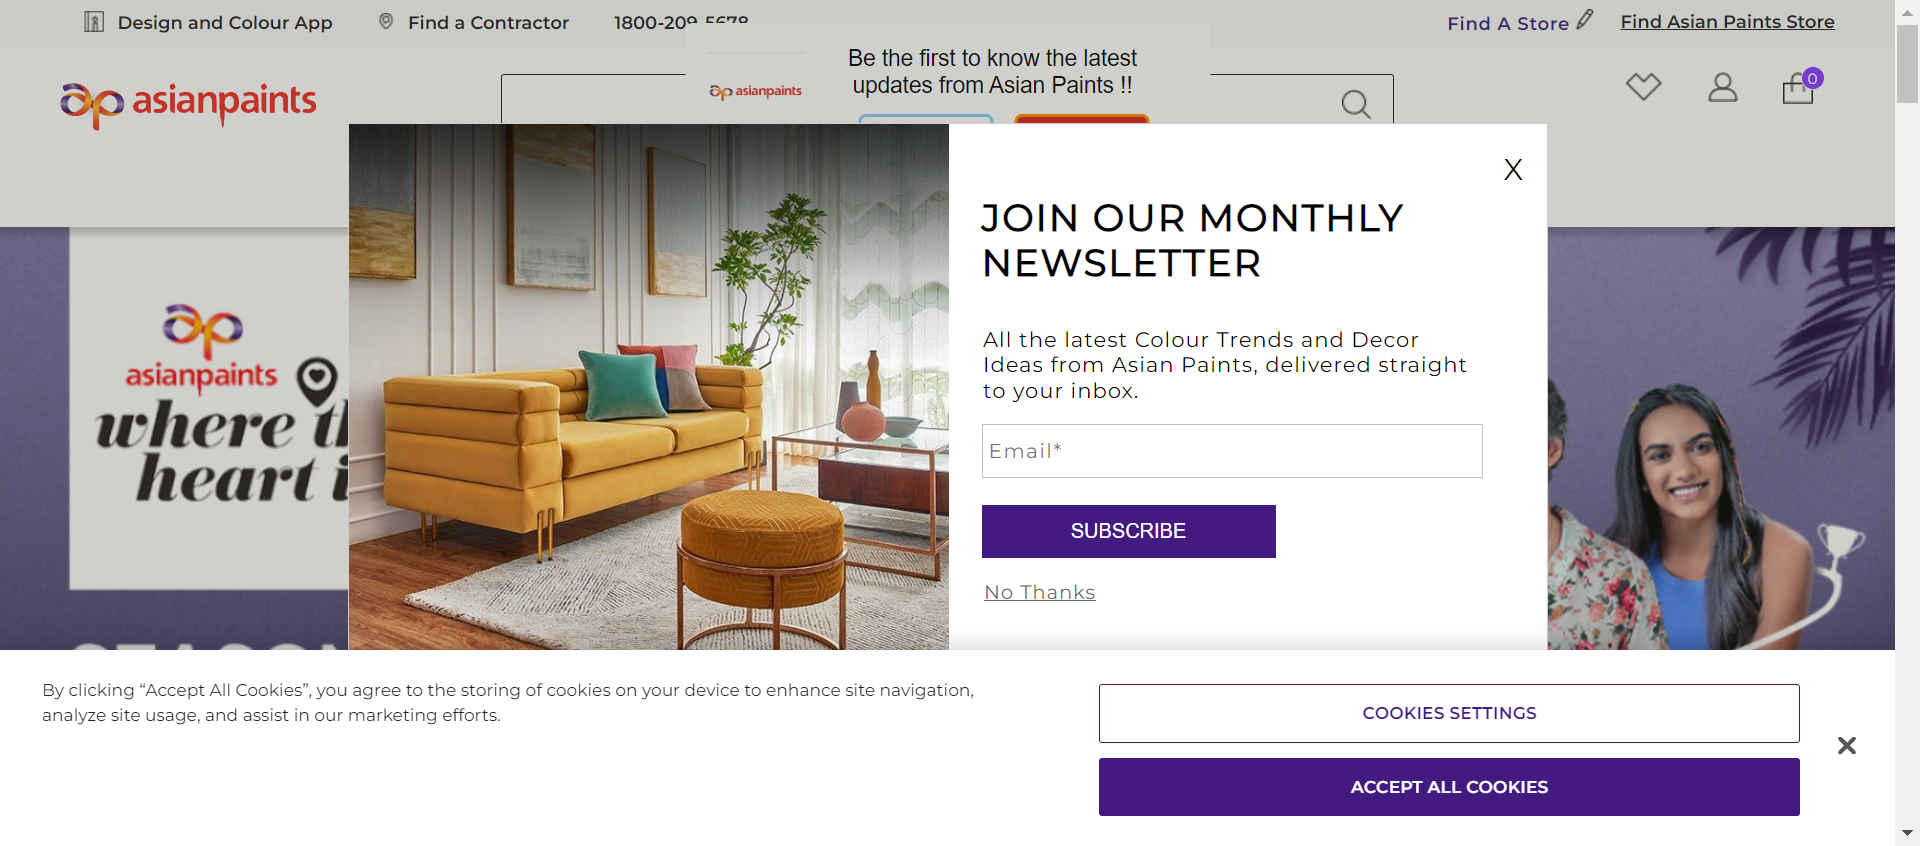 Design and Colour App
Find a Contractor
1800-209-5678
Find A Store
Find Asian Paints Store
asianpaints
asianpaints
Be the first to know the latest
updates from Asian Paints !!
0
X
JOIN OUR MONTHLY
NEWSLETTER
All the latest Colour Trends and Decor
Ideas from Asian Paints, delivered straight
to your inbox.
Email*
SUBSCRIBE
No Thanks
asianpaints
where
heart
By clicking “Accept All Cookies”, you agree to the storing of cookies on your device to enhance site navigation,
analyze site usage, and assist in our marketing efforts.
COOKIES SETTINGS
ACCEPT ALL COOKIES